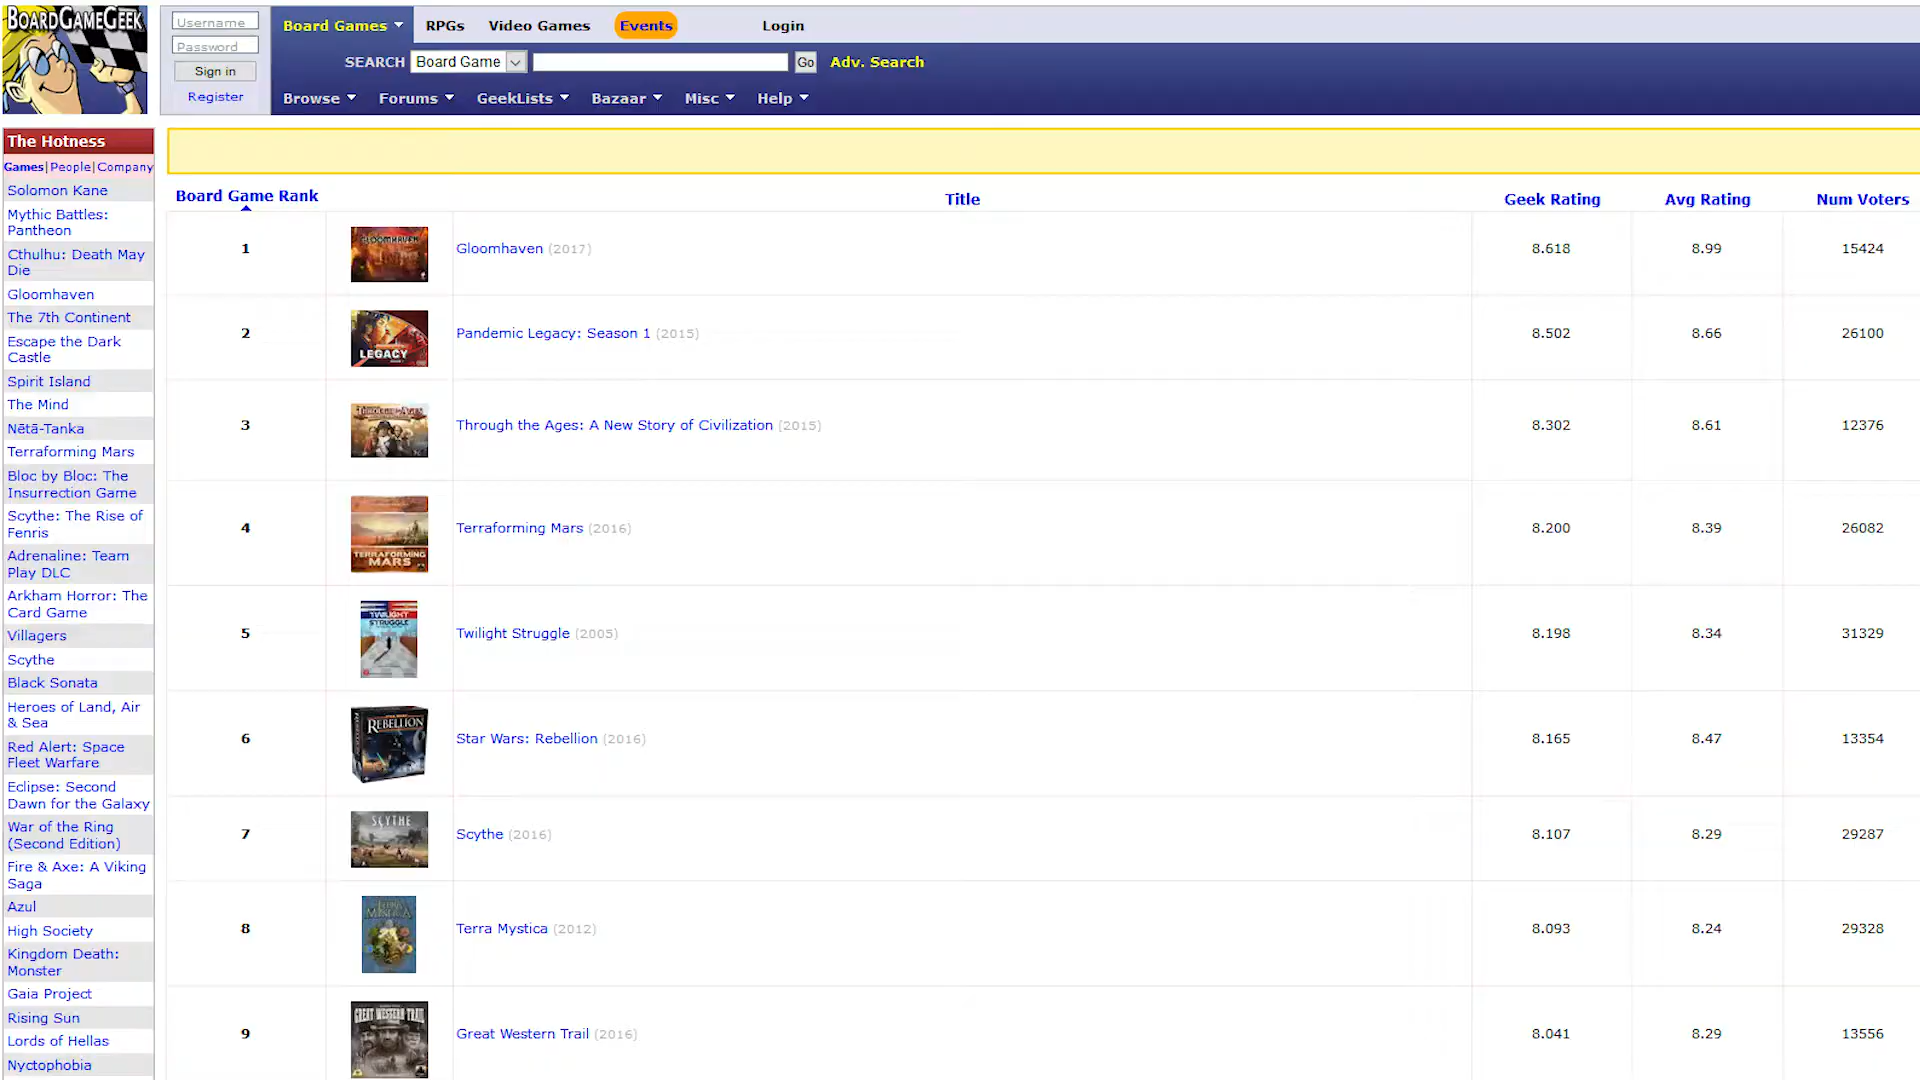 BOARDGAMEGEEK
Username
Password
Sign in
Register
Board Games
RPGs
Video Games
Events
Login
SEARCH
Board Game
Go
Adv. Search
Browse
Forums
GeekLists
Bazaar
Misc
Help
The Hotness
Games|People|Company
Solomon Kane
Mythic Battles:
Pantheon
Cthulhu: Death May
Die
Gloomhaven
The 7th Continent
Escape the Dark
Castle
Spirit Island
The Mind
Nētā-Tanka
Terraforming Mars
Bloc by Bloc: The
Insurrection Game
Scythe: The Rise of
Fenris
Adrenaline: Team
Play DLC
Arkham Horror: The
Card Game
Villagers
Scythe
Black Sonata
Heroes of Land, Air
& Sea
Red Alert: Space
Fleet Warfare
Eclipse: Second
Dawn for the Galaxy
War of the Ring
(Second Edition)
Fire & Axe: A Viking
Saga
Azul
High Society
Kingdom Death:
Monster
Gaia Project
Rising Sun
Lords of Hellas
Nyctophobia
Board Game Rank Title Geek Rating Avg Rating Num Voters
1 GLOOMHAVEN Gloomhaven (2017) 8.618 8.99 15424
2 LEGACY Pandemic Legacy: Season 1 (2015) 8.502 8.66 26100
3 THROUGH THE AGES Through the Ages: A New Story of Civilization (2015) 8.302 8.61 12376
4 TERRAFORMING MARS Terraforming Mars (2016) 8.200 8.39 26082
5 TWILIGHT STRUGGLE Twilight Struggle (2005) 8.198 8.34 31329
6 REBELLION Star Wars: Rebellion (2016) 8.165 8.47 13354
7 SCYTHE Scythe (2016) 8.107 8.29 29287
8 TERRA MYSTICA Terra Mystica (2012) 8.093 8.24 29328
9 GREAT WESTERN TRAIL Great Western Trail (2016) 8.041 8.29 13556